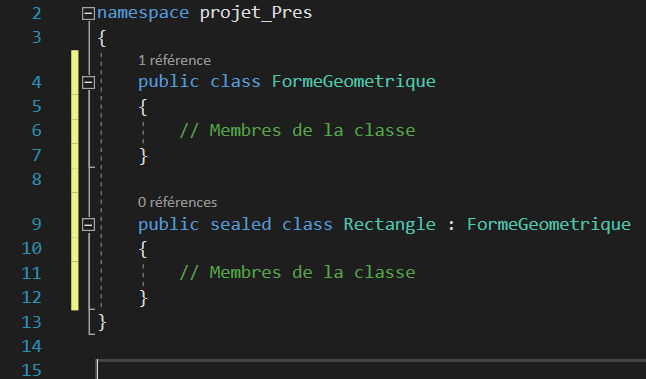 2 namespace projet_Pres
3 {
1 référence
4 public class FormeGeometrique
5 {
6 // Membres de la classe
7 }
8
0 références
9 public sealed class Rectangle : FormeGeometrique
10 {
11 // Membres de la classe
12 }
13 }
14
15